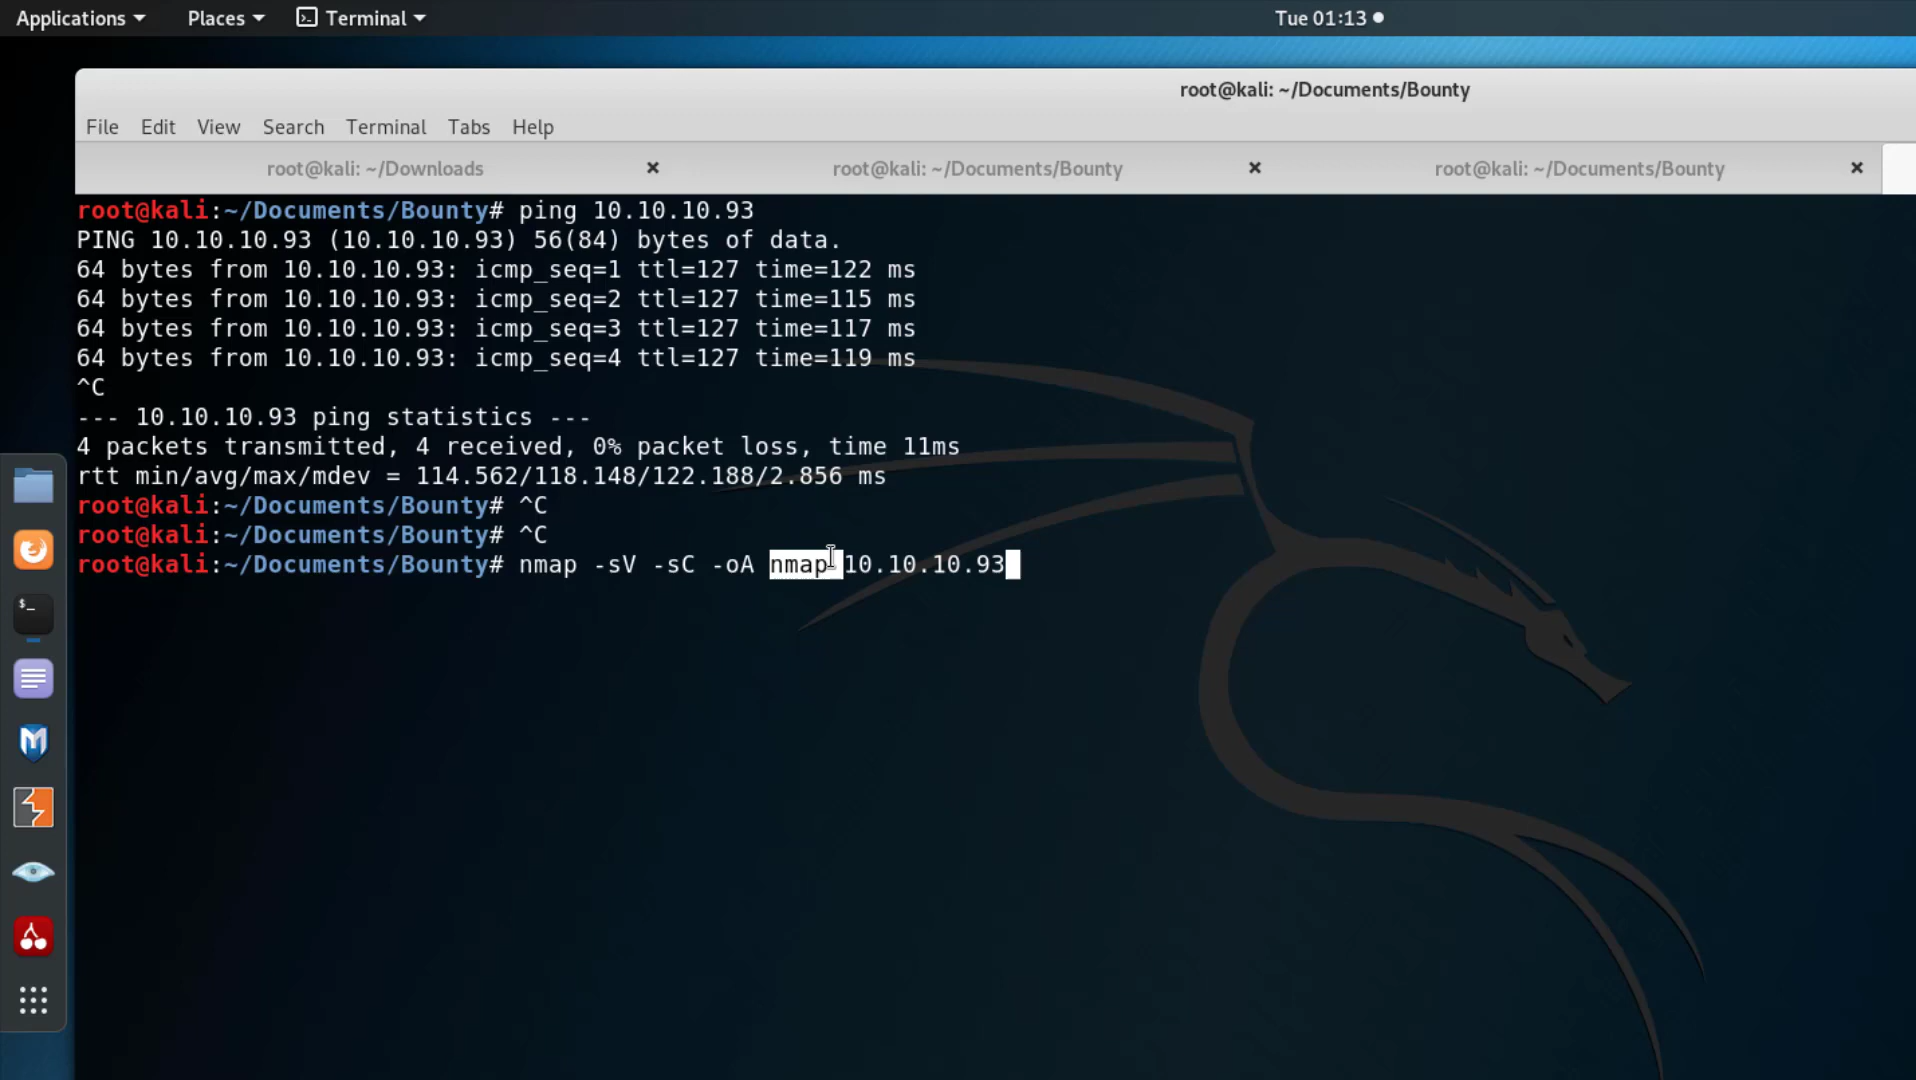 Applications Places Terminal Tue 01:13
root@kali: ~/Documents/Bounty
File Edit View Search Terminal Tabs Help
root@kali: ~/Downloads × root@kali: ~/Documents/Bounty × root@kali: ~/Documents/Bounty ×
root@kali:~/Documents/Bounty# ping 10.10.10.93
PING 10.10.10.93 (10.10.10.93) 56(84) bytes of data.
64 bytes from 10.10.10.93: icmp_seq=1 ttl=127 time=122 ms
64 bytes from 10.10.10.93: icmp_seq=2 ttl=127 time=115 ms
64 bytes from 10.10.10.93: icmp_seq=3 ttl=127 time=117 ms
64 bytes from 10.10.10.93: icmp_seq=4 ttl=127 time=119 ms
^C
--- 10.10.10.93 ping statistics ---
4 packets transmitted, 4 received, 0% packet loss, time 11ms
rtt min/avg/max/mdev = 114.562/118.148/122.188/2.856 ms
root@kali:~/Documents/Bounty# ^C
root@kali:~/Documents/Bounty# ^C
root@kali:~/Documents/Bounty# nmap -sV -sC -oA nmap 10.10.10.93